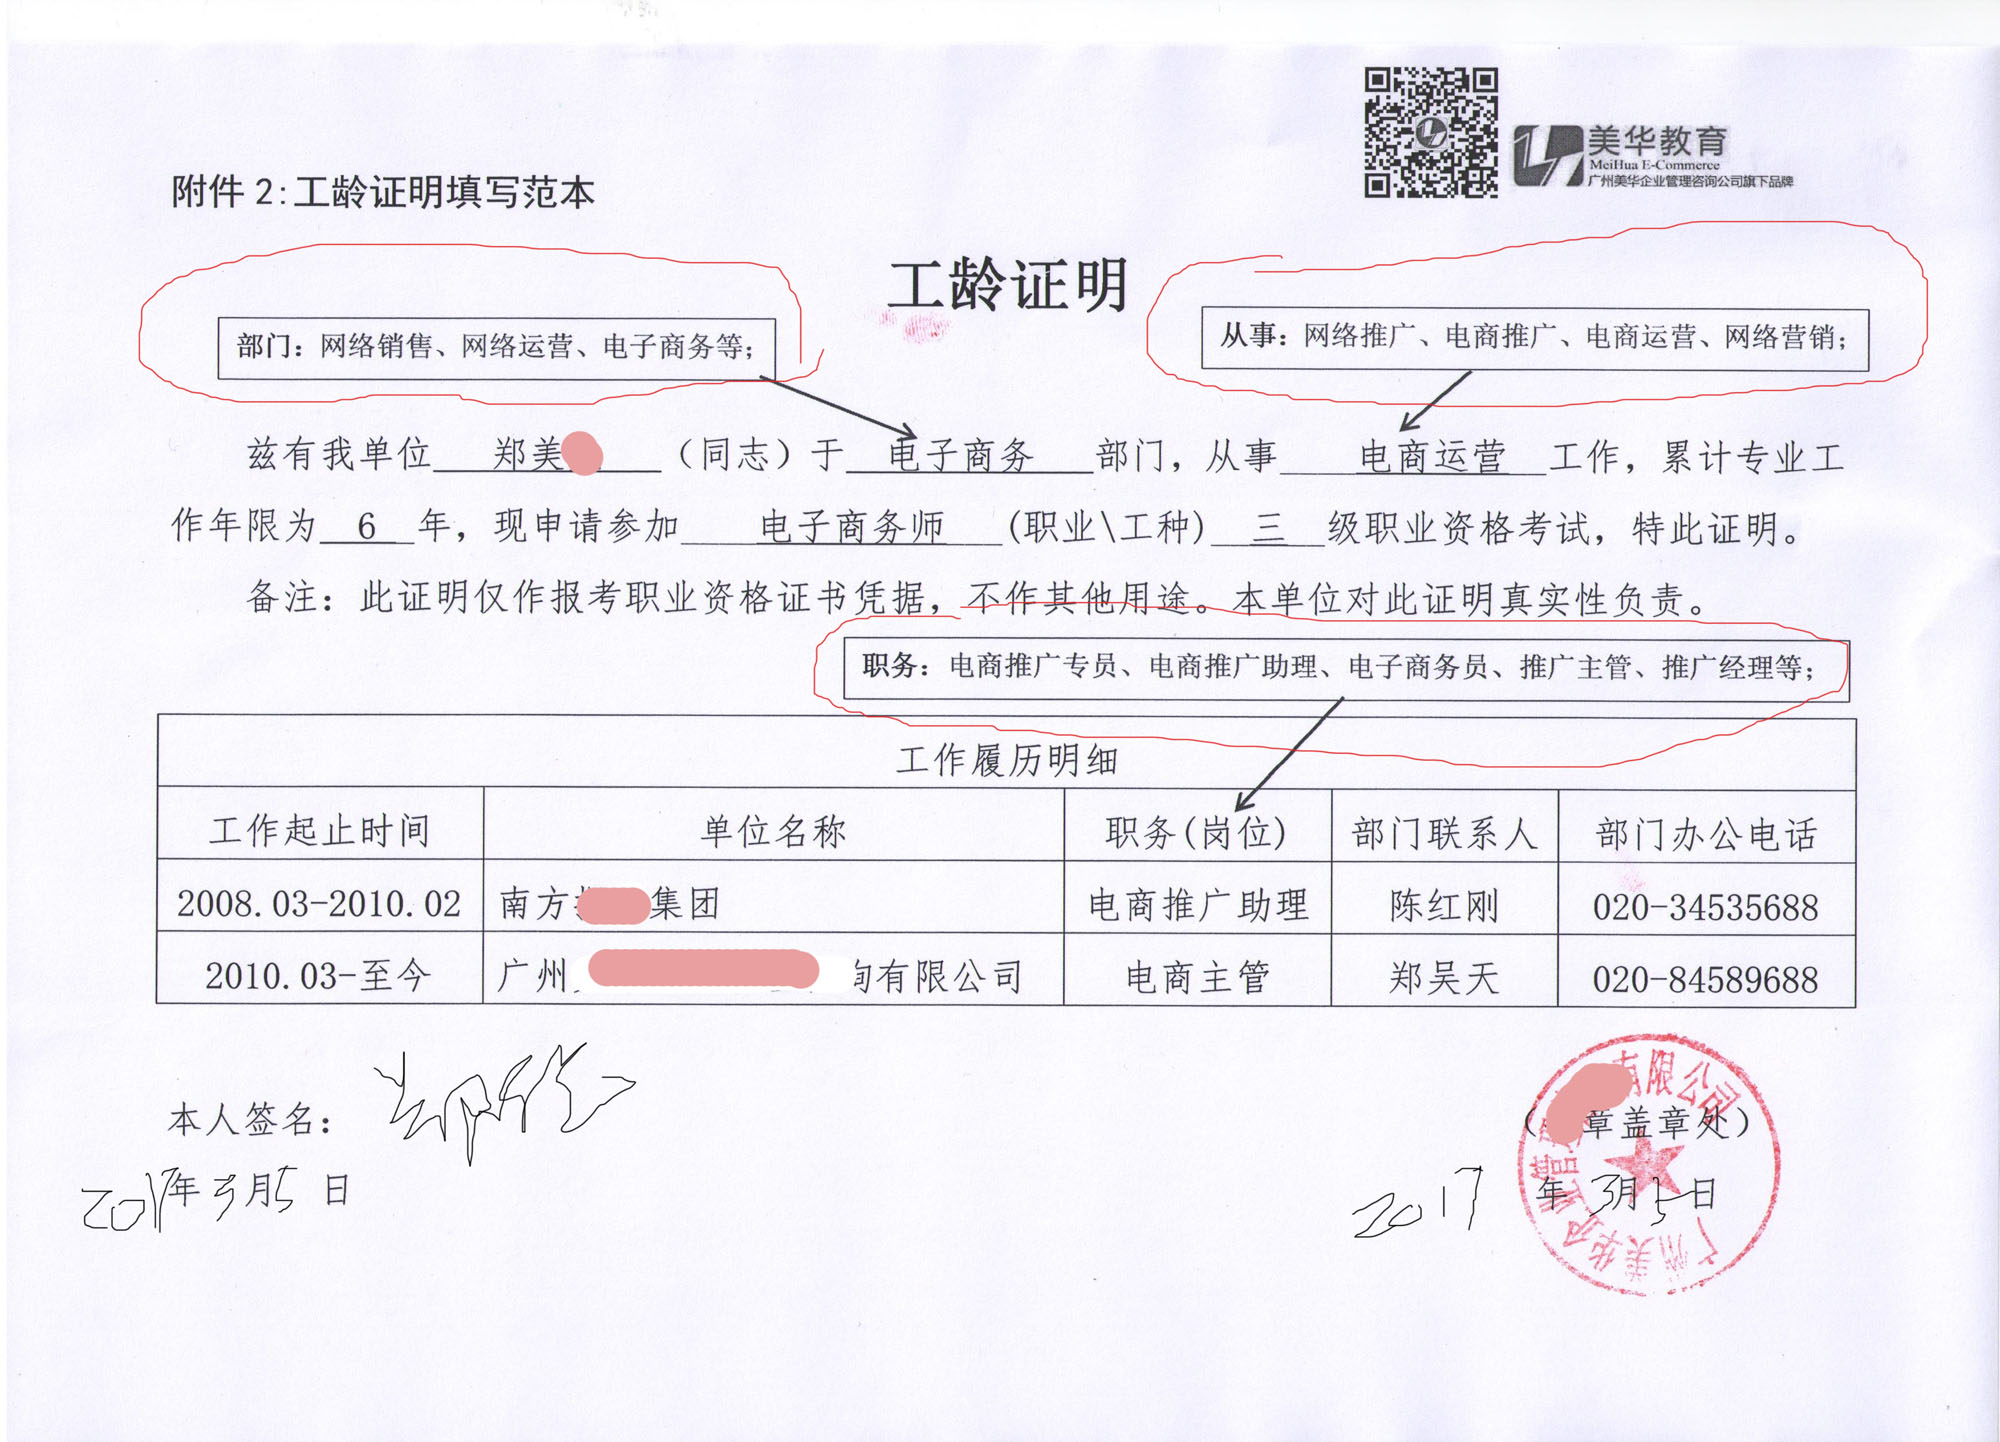 美华教育
MeiHua E-Commerce
广州美华企业管理咨询公司旗下品牌
附件2:工龄证明填写范本
工龄证明
部门：网络销售、网络运营、电子商务等；
从事：网络推广、电商推广、电商运营、网络营销；
兹有我单位 郑美 （同志）于 电子商务 部门，从事 电商运营 工作，累计专业工
作年限为 6 年，现申请参加 电子商务师 (职业\工种) 三 级职业资格考试，特此证明。
备注：此证明仅作报考职业资格证书凭据，不作其他用途。本单位对此证明真实性负责。
职务：电商推广专员、电商推广助理、电子商务员、推广主管、推广经理等；
工作履历明细
工作起止时间 单位名称 职务(岗位) 部门联系人 部门办公电话
2008.03-2010.02 南方 集团 电商推广助理 陈红刚 020-34535688
2010.03-至今 广州 询有限公司 电商主管 郑吴天 020-84589688
本人签名：
年3月5日
有限公司
章盖章处）
2017年3月5日
广州美华企业管